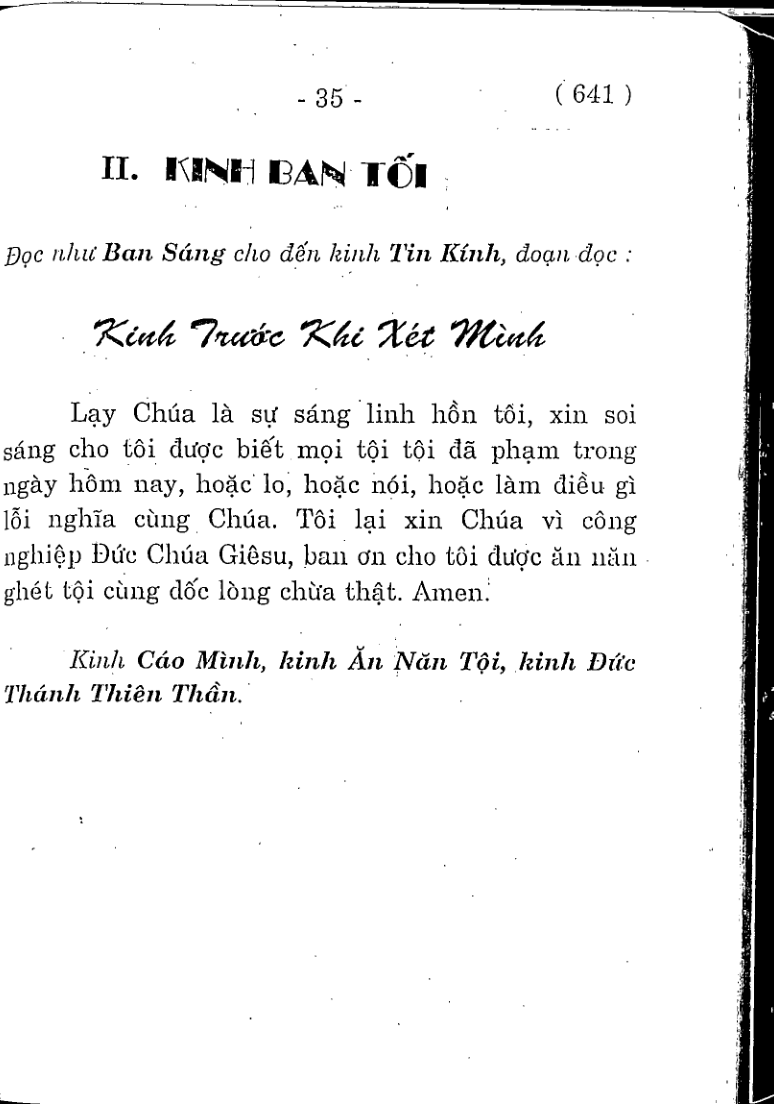 - 35 -
( 641 )
II. KINH BAN TỐI
Đọc như Ban Sáng cho đến kinh Tin Kính, đoạn đọc :
Kinh Trước Khi Xét Mình
Lạy Chúa là sự sáng linh hồn tôi, xin soi
sáng cho tôi được biết mọi tội tội đã phạm trong
ngày hôm nay, hoặc lo, hoặc nói, hoặc làm điều gì
lỗi nghĩa cùng Chúa. Tôi lại xin Chúa vì công
nghiệp Đức Chúa Giêsu, ban ơn cho tôi được ăn năn
ghét tội cùng dốc lòng chừa thật. Amen.
Kinh Cáo Mình, kinh Ăn Năn Tội, kinh Đức
Thánh Thiên Thần.